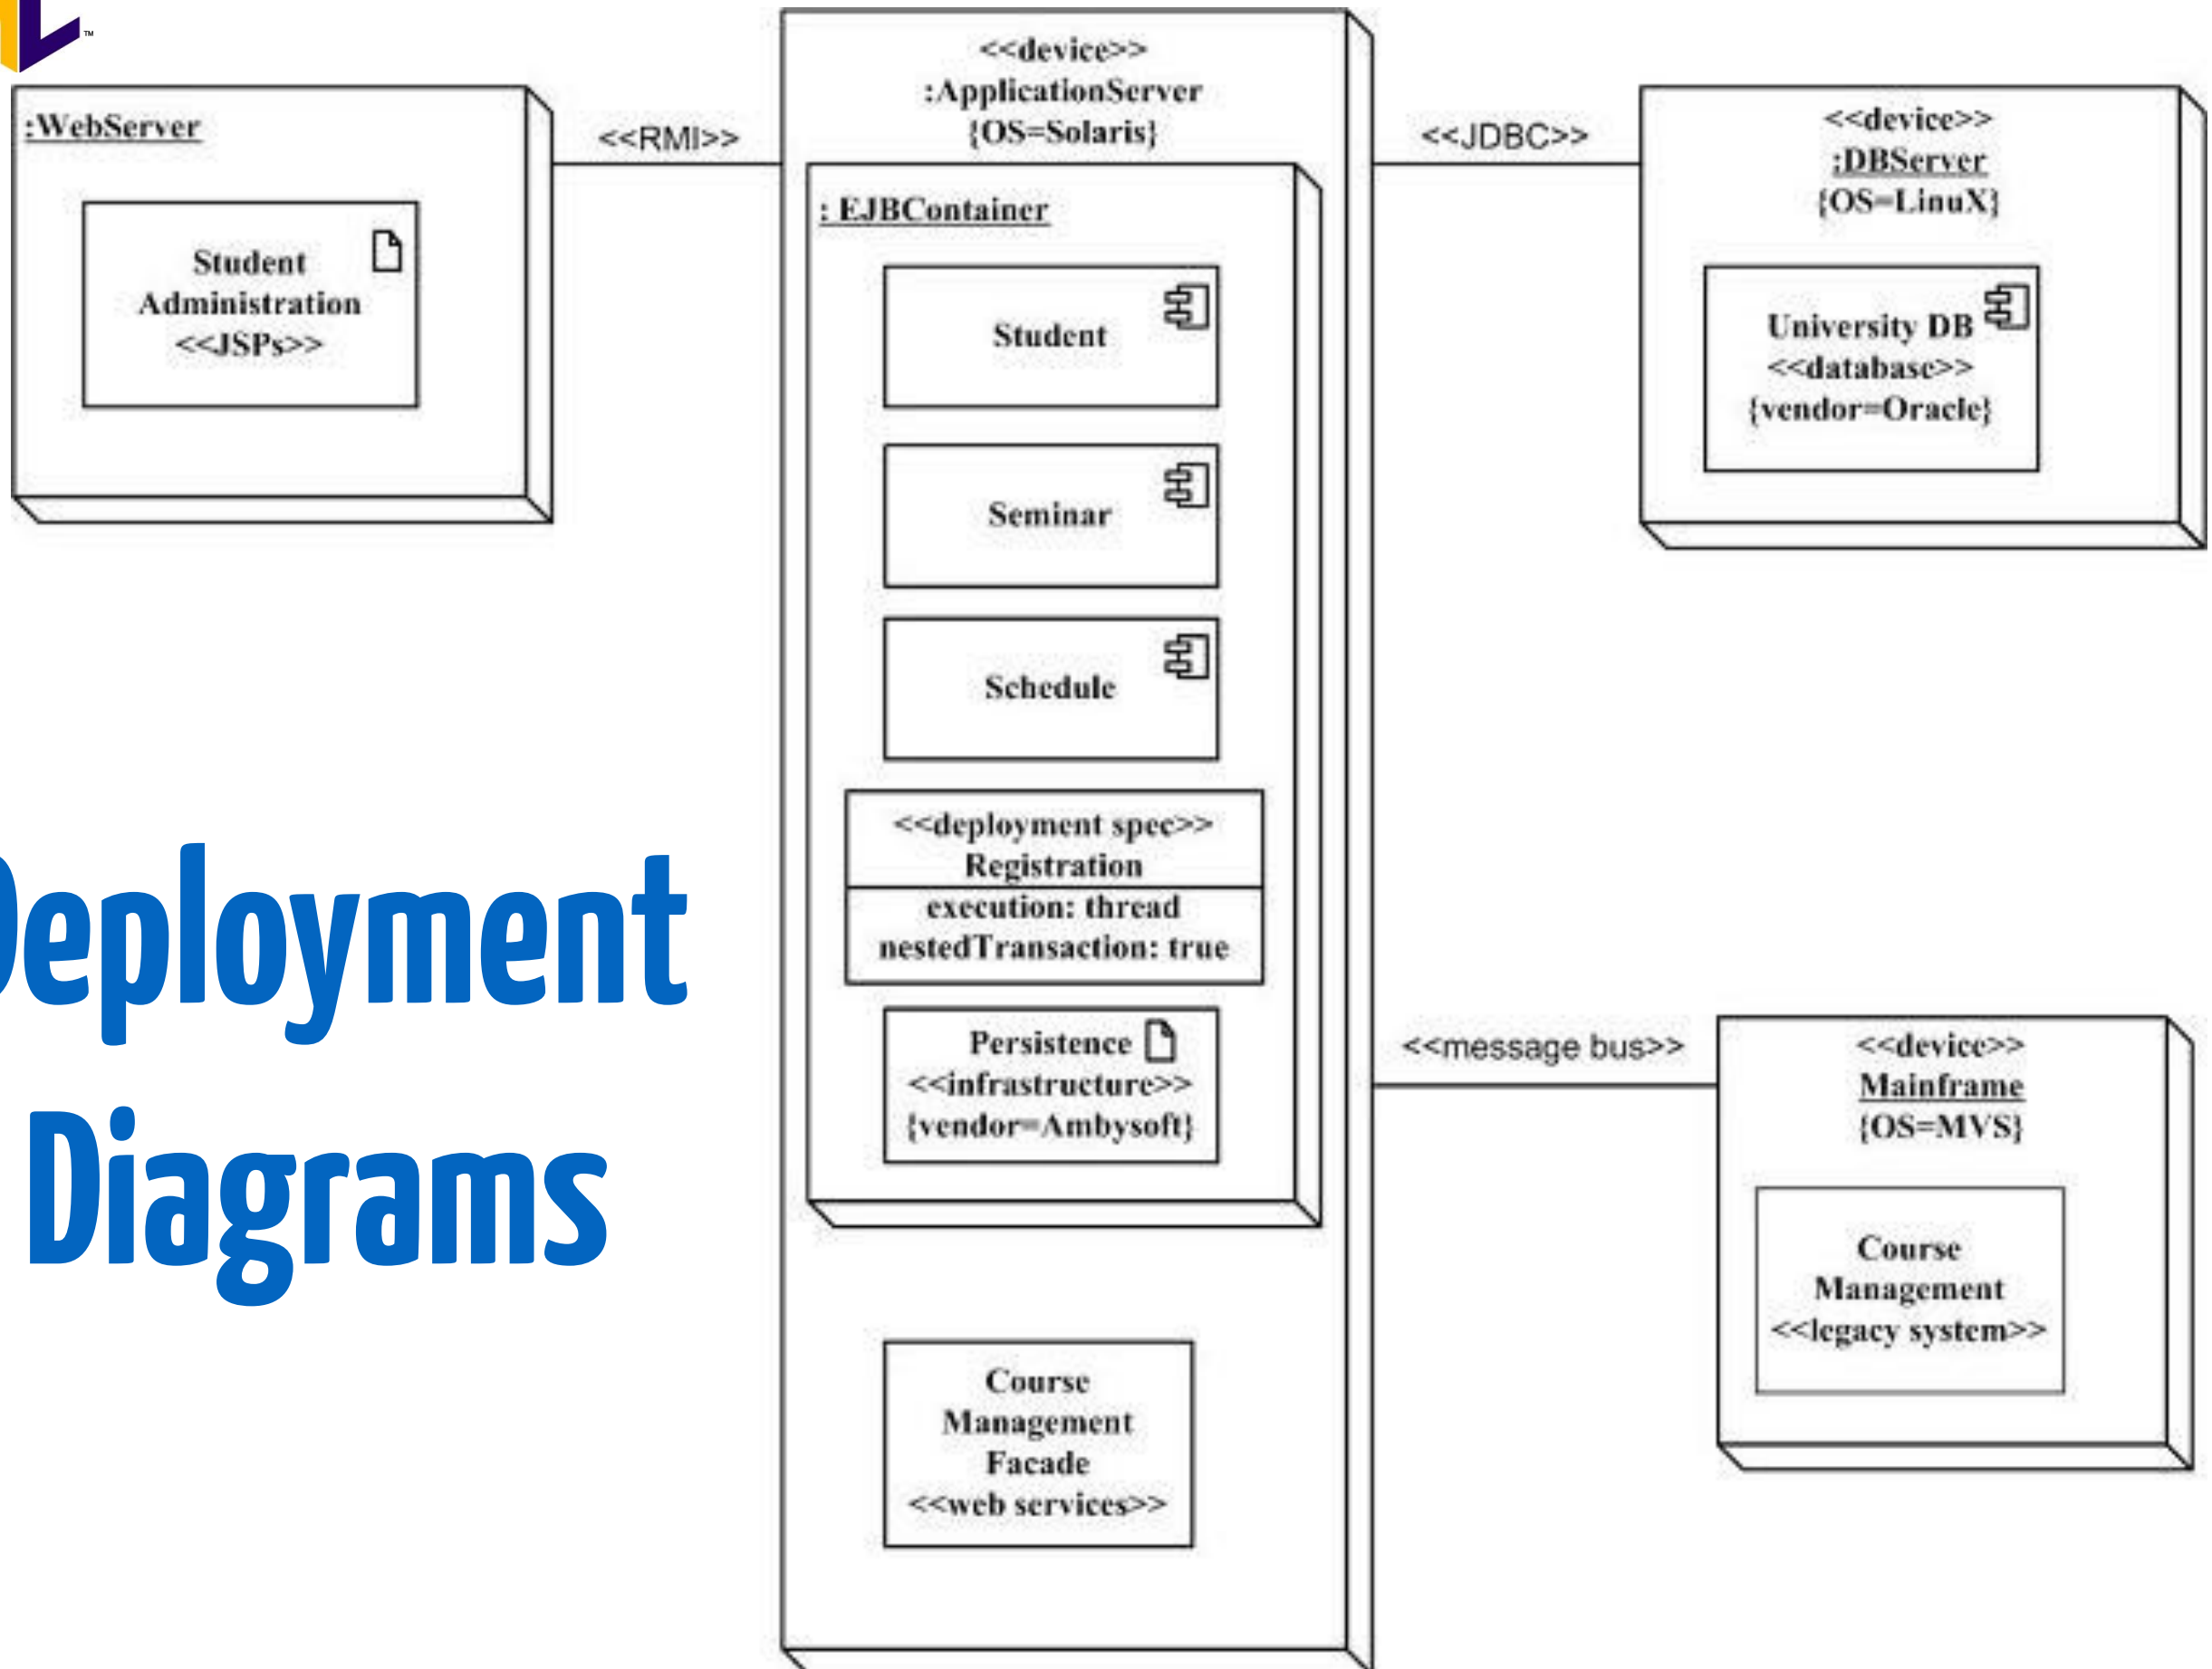 ™
:WebServer
Student
Administration
<<JSPs>>
<<RMI>>
<<device>>
:ApplicationServer
{OS=Solaris}
: EJBContainer
Student
Seminar
Schedule
<<deployment spec>>
Registration
execution: thread
nestedTransaction: true
Persistence
<<infrastructure>>
{vendor=Ambysoft}
Course
Management
Facade
<<web services>>
<<JDBC>>
<<device>>
:DBServer
{OS=LinuX}
University DB
<<database>>
{vendor=Oracle}
<<message bus>>
<<device>>
Mainframe
{OS=MVS}
Course
Management
<<legacy system>>
Deployment
Diagrams